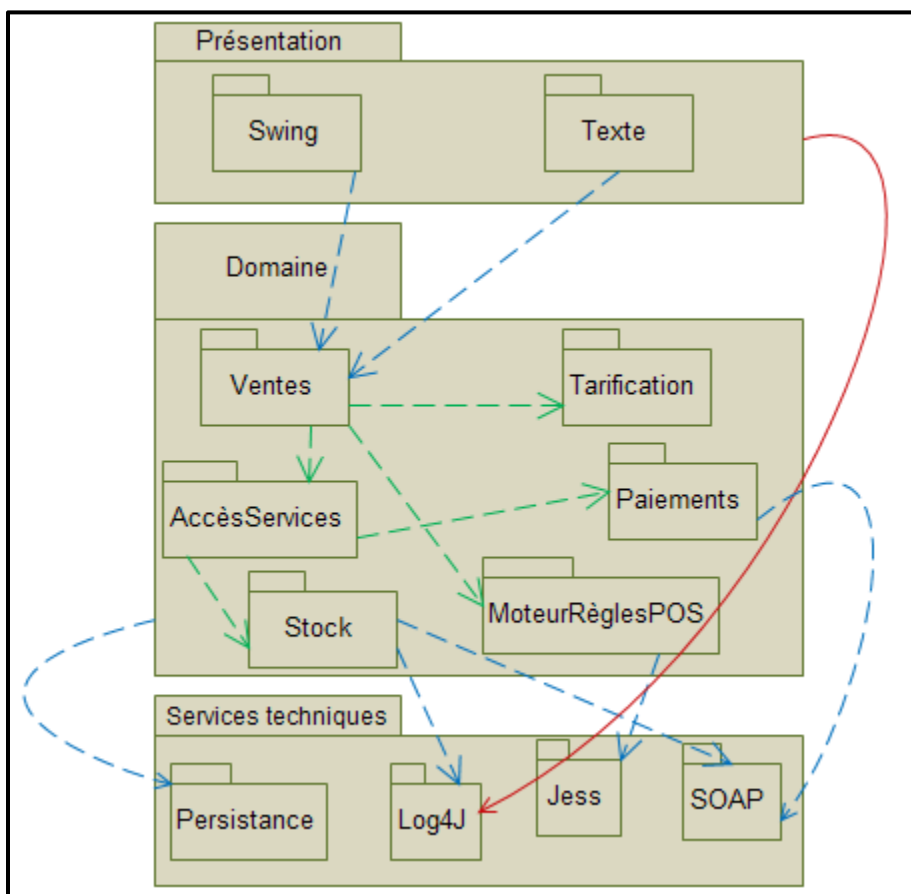 Présentation
Swing
Texte
Domaine
Ventes
Tarification
AccèsServices
Paiements
Stock
MoteurRèglesPOS
Services techniques
Persistance
Log4J
Jess
SOAP